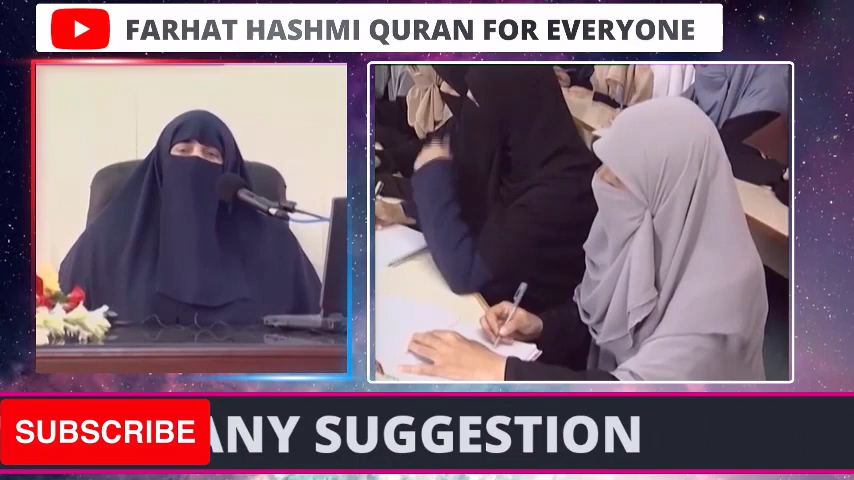 FARHAT HASHMI QURAN FOR EVERYONE
SUBSCRIBE
ANY SUGGESTION